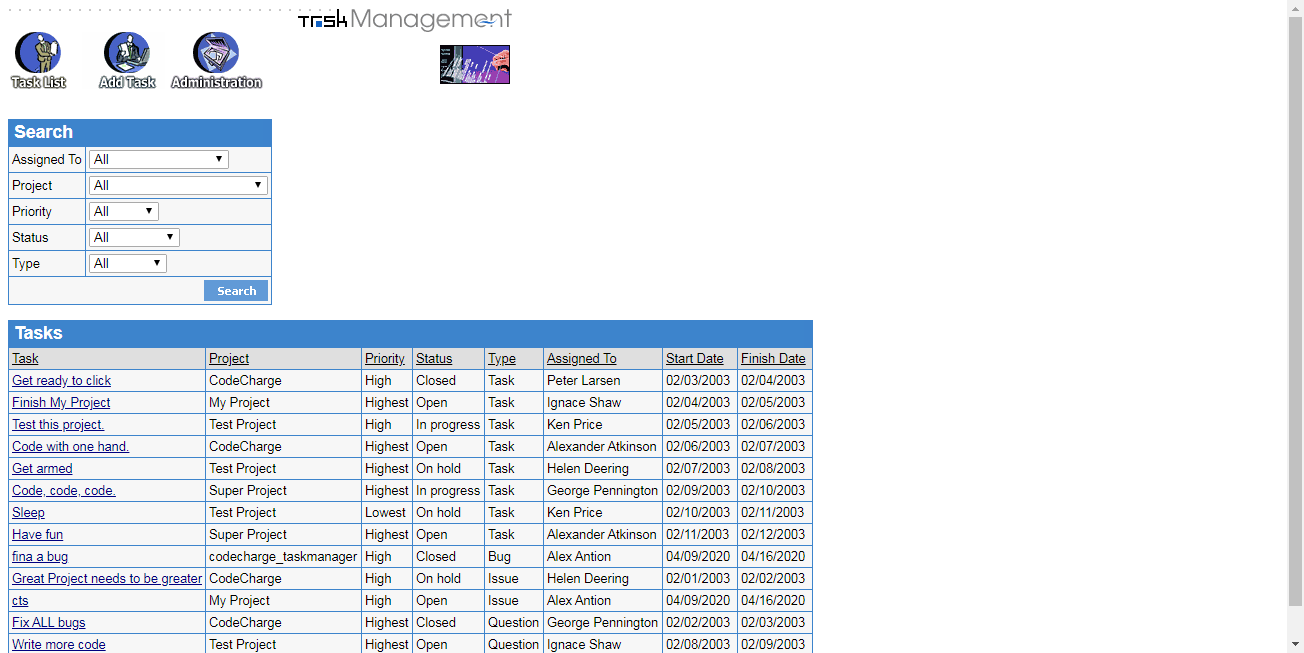 Task Management
Task List Add Task Administration
Search
Assigned To All
Project All
Priority All
Status All
Type All
Search
Tasks
Task Project Priority Status Type Assigned To Start Date Finish Date
Get ready to click CodeCharge High Closed Task Peter Larsen 02/03/2003 02/04/2003
Finish My Project My Project Highest Open Task Ignace Shaw 02/04/2003 02/05/2003
Test this project. Test Project High In progress Task Ken Price 02/05/2003 02/06/2003
Code with one hand. CodeCharge Highest Open Task Alexander Atkinson 02/06/2003 02/07/2003
Get armed Test Project Highest On hold Task Helen Deering 02/07/2003 02/08/2003
Code, code, code. Super Project Highest In progress Task George Pennington 02/09/2003 02/10/2003
Sleep Test Project Lowest On hold Task Ken Price 02/10/2003 02/11/2003
Have fun Super Project Highest Open Task Alexander Atkinson 02/11/2003 02/12/2003
fina a bug codecharge_taskmanager High Closed Bug Alex Antion 04/09/2020 04/16/2020
Great Project needs to be greater CodeCharge High On hold Issue Helen Deering 02/01/2003 02/02/2003
cts My Project High Open Issue Alex Antion 04/09/2020 04/16/2020
Fix ALL bugs CodeCharge Highest Closed Question George Pennington 02/02/2003 02/03/2003
Write more code Test Project Highest Open Question Ignace Shaw 02/08/2003 02/09/2003